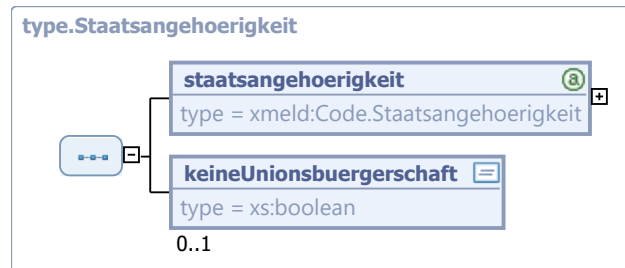 type.Staatsangehoerigkeit
staatsangehoerigkeit
type = xmeld:Code.Staatsangehoerigkeit
keineUnionsbuergerschaft
type = xs:boolean
0..1